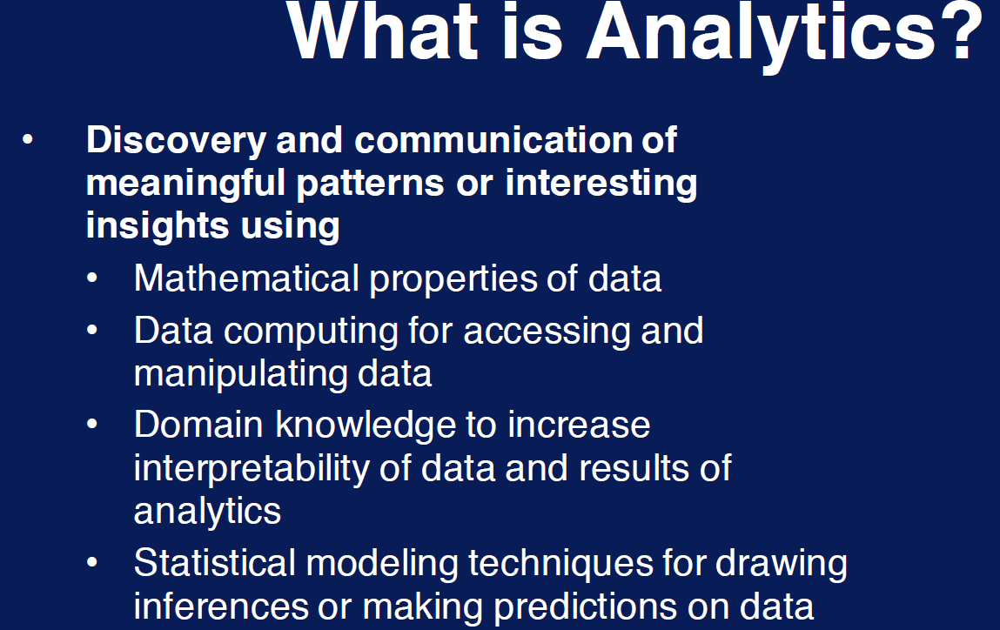 What is Analytics?
• Discovery and communication of
meaningful patterns or interesting
insights using
• Mathematical properties of data
• Data computing for accessing and
manipulating data
• Domain knowledge to increase
interpretability of data and results of
analytics
• Statistical modeling techniques for drawing
inferences or making predictions on data